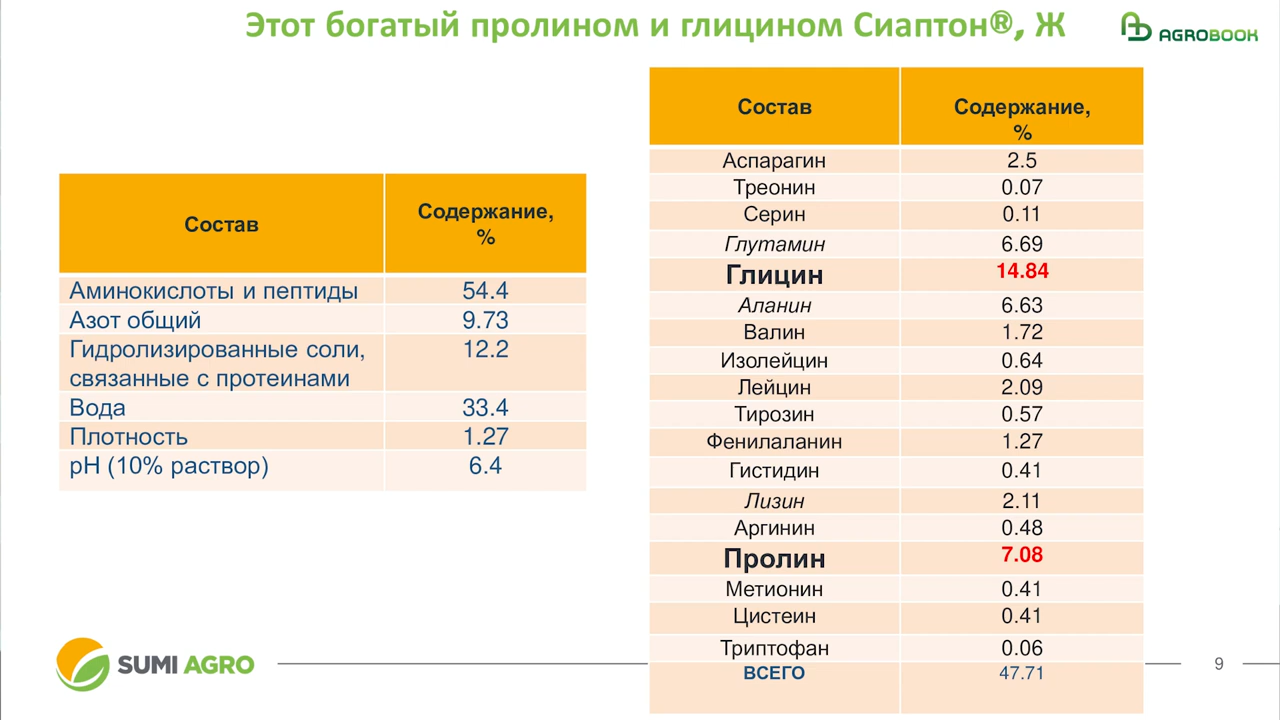 Этот богатый пролином и глицином Сиаптон®, Ж
AGROBOOK
Состав Содержание, %
Аминокислоты и пептиды 54.4
Азот общий 9.73
Гидролизированные соли, 12.2
связанные с протеинами
Вода 33.4
Плотность 1.27
pH (10% раствор) 6.4
Состав Содержание, %
Аспарагин 2.5
Треонин 0.07
Серин 0.11
Глутамин 6.69
Глицин 14.84
Аланин 6.63
Валин 1.72
Изолейцин 0.64
Лейцин 2.09
Тирозин 0.57
Фенилаланин 1.27
Гистидин 0.41
Лизин 2.11
Аргинин 0.48
Пролин 7.08
Метионин 0.41
Цистеин 0.41
Триптофан 0.06
ВСЕГО 47.71
SUMI AGRO
9